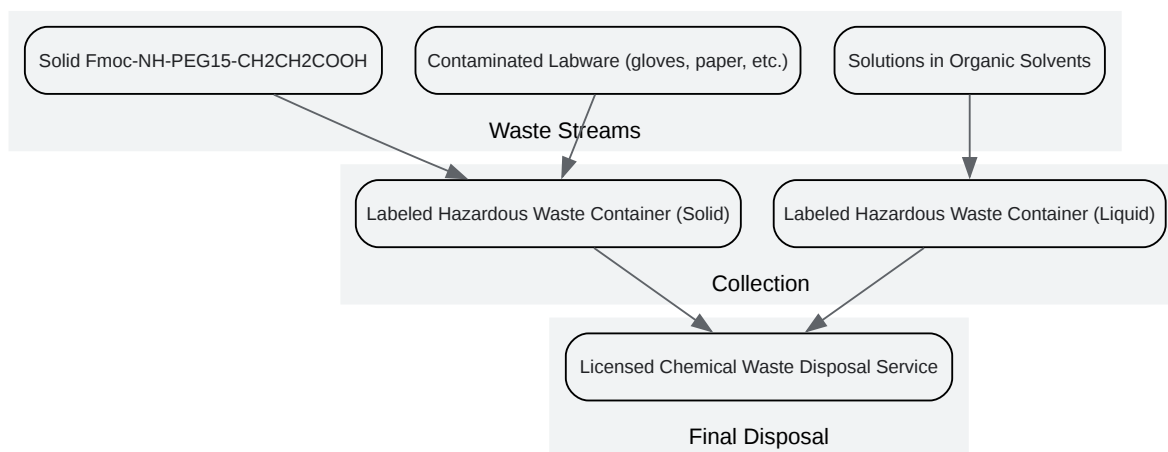 Solid Fmoc-NH-PEG15-CH2CH2COOH
Contaminated Labware (gloves, paper, etc.)
Solutions in Organic Solvents
Waste Streams
Labeled Hazardous Waste Container (Solid)
Labeled Hazardous Waste Container (Liquid)
Collection
Licensed Chemical Waste Disposal Service
Final Disposal